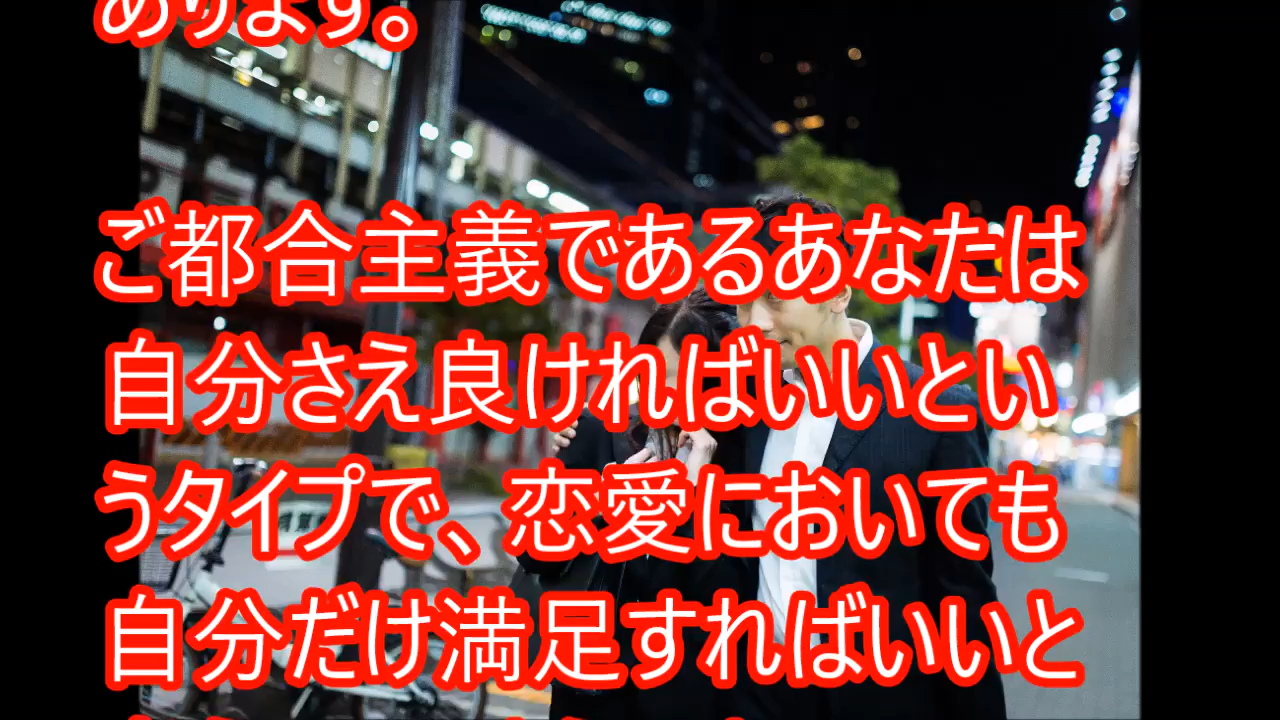 あります。
ご都合主義であるあなたは
自分さえ良ければいいとい
うタイプで、恋愛においても
自分だけ満足すればいいと